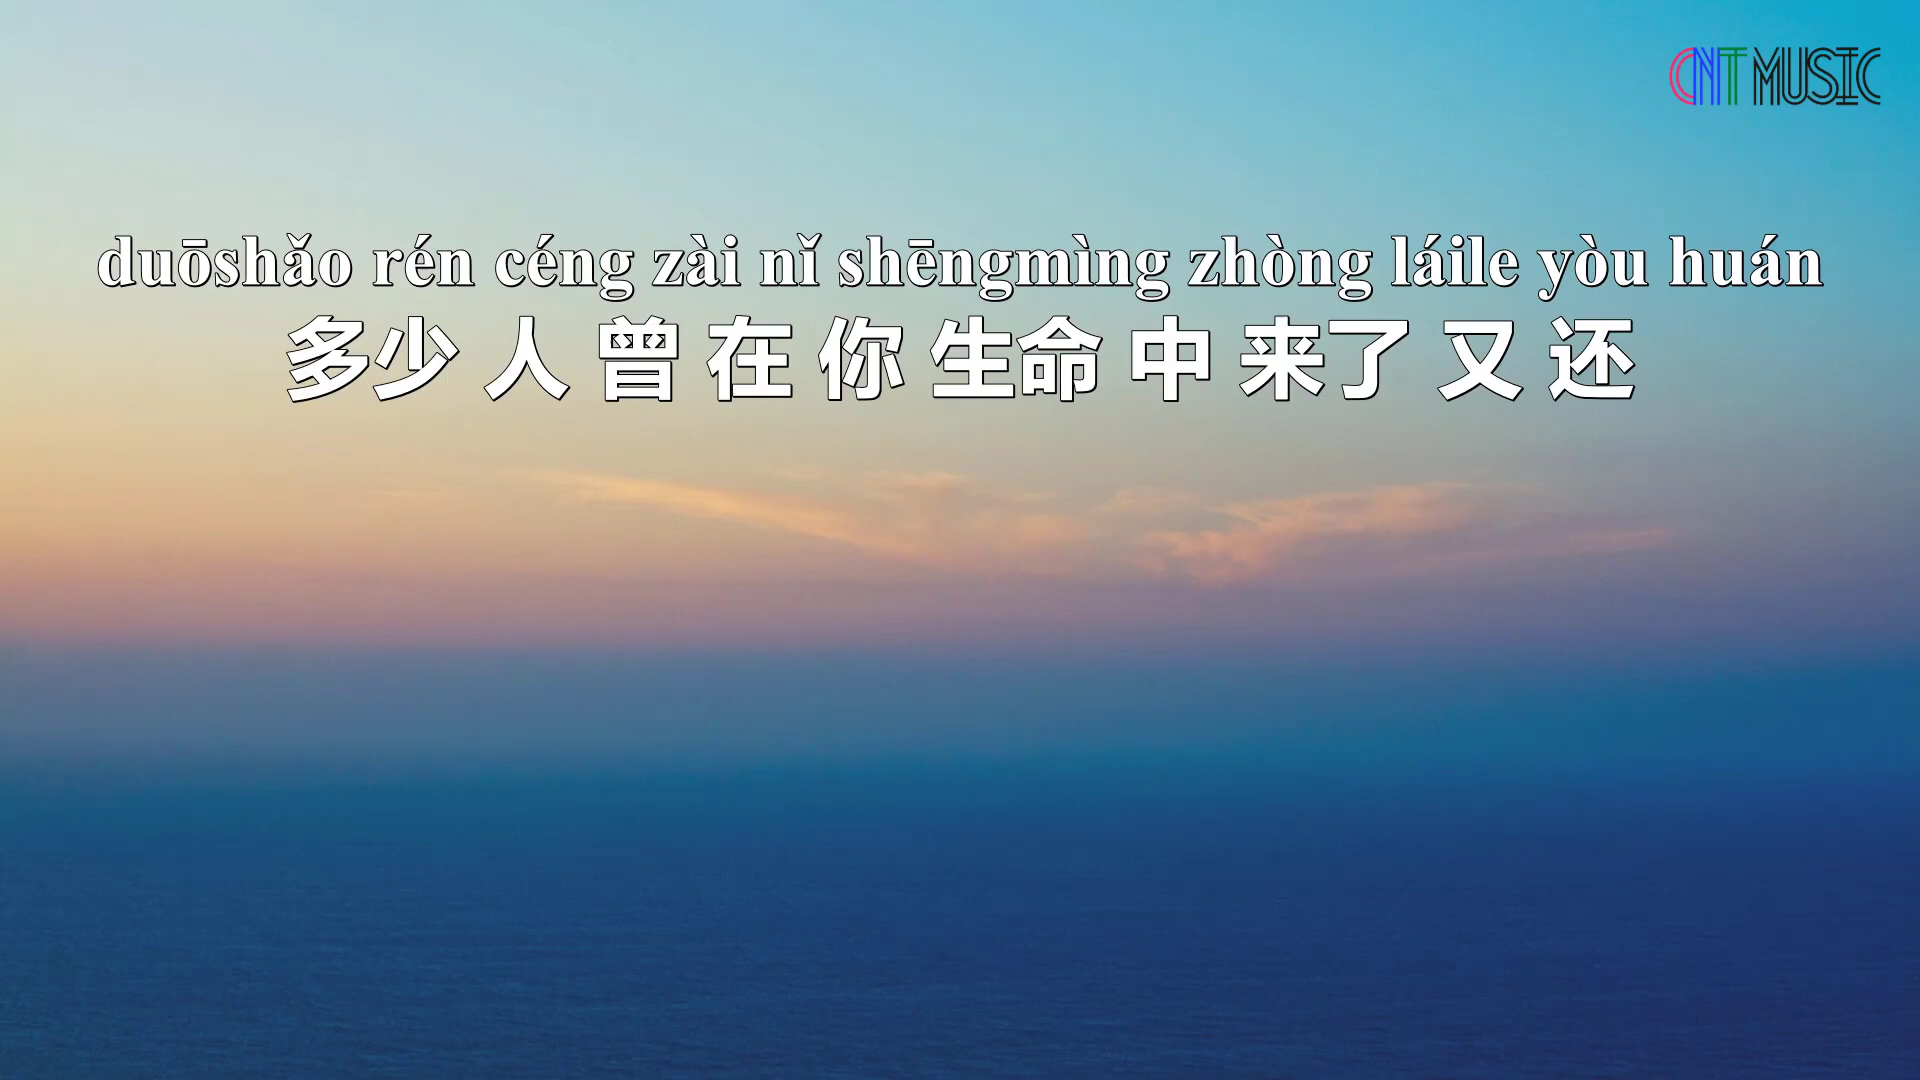 CNT MUSIC
duōshǎo rén céng zài nǐ shēngmìng zhòng láile yòu huán
多少 人 曾 在 你 生命 中 来了 又 还